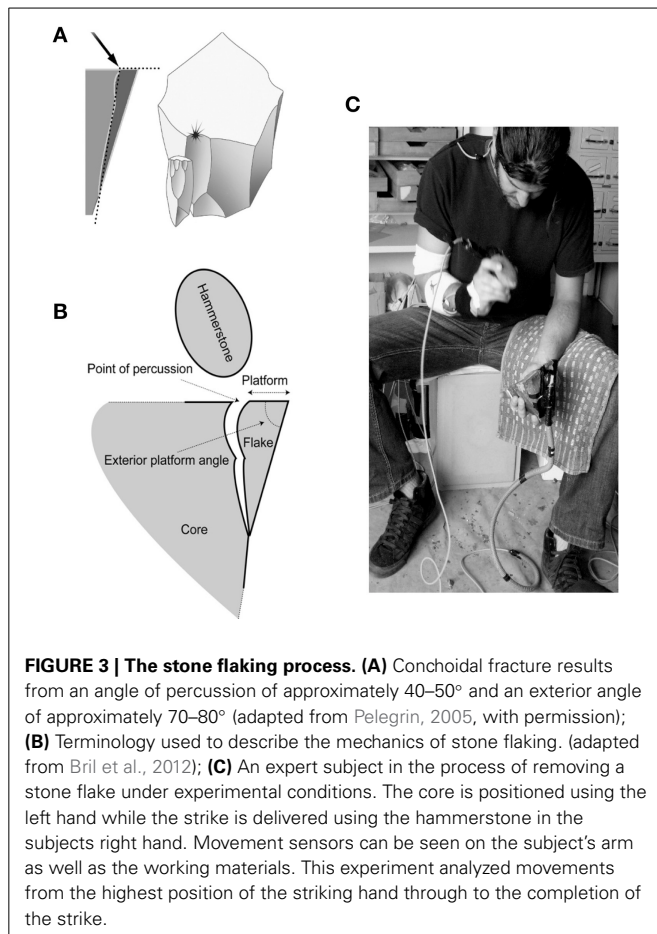 A
C
B
Hammerstone
Point of percussion
Platform
Exterior platform angle
Flake
Core
FIGURE 3 | The stone flaking process. (A) Conchoidal fracture results
from an angle of percussion of approximately 40–50° and an exterior angle
of approximately 70–80° (adapted from Pelegrin, 2005, with permission);
(B) Terminology used to describe the mechanics of stone flaking. (adapted
from Bril et al., 2012); (C) An expert subject in the process of removing a
stone flake under experimental conditions. The core is positioned using the
left hand while the strike is delivered using the hammerstone in the
subjects right hand. Movement sensors can be seen on the subject's arm
as well as the working materials. This experiment analyzed movements
from the highest position of the striking hand through to the completion of
the strike.